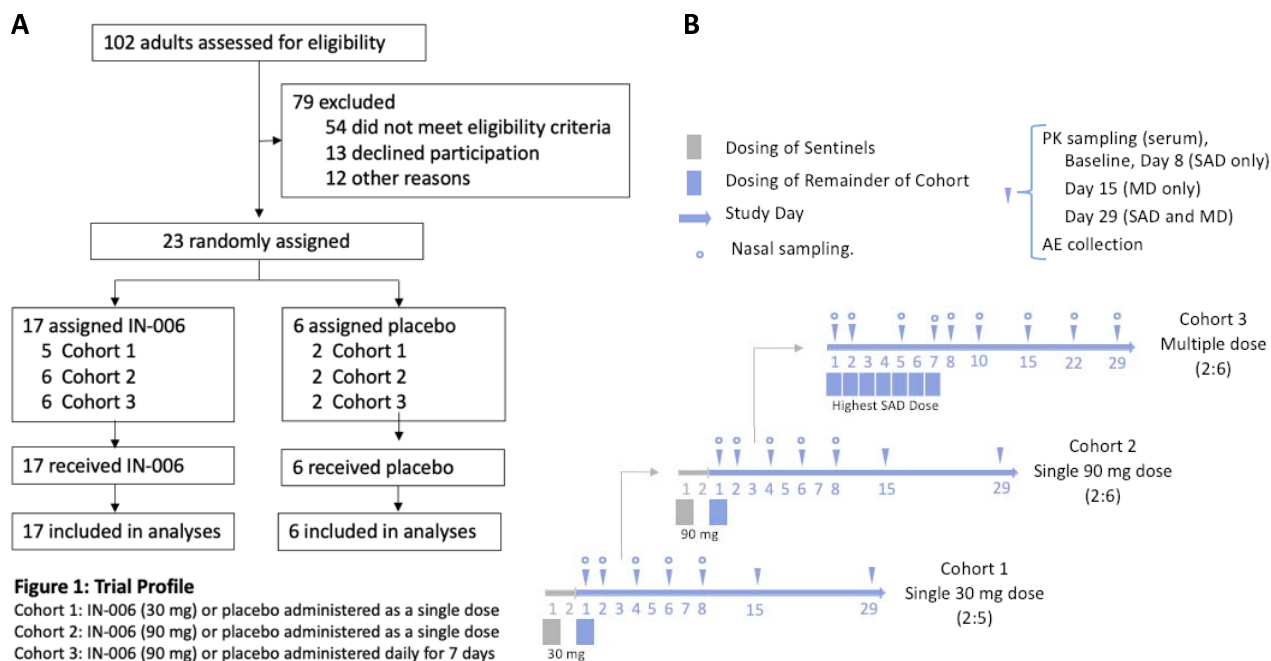 A
102 adults assessed for eligibility
79 excluded
54 did not meet eligibility criteria
13 declined participation
12 other reasons
23 randomly assigned
17 assigned IN-006
5 Cohort 1
6 Cohort 2
6 Cohort 3
6 assigned placebo
2 Cohort 1
2 Cohort 2
2 Cohort 3
17 received IN-006
6 received placebo
17 included in analyses
6 included in analyses
Figure 1: Trial Profile
Cohort 1: IN-006 (30 mg) or placebo administered as a single dose
Cohort 2: IN-006 (90 mg) or placebo administered as a single dose
Cohort 3: IN-006 (90 mg) or placebo administered daily for 7 days
B
Dosing of Sentinels
Dosing of Remainder of Cohort
Study Day
Nasal sampling.
PK sampling (serum),
Baseline, Day 8 (SAD only)
Day 15 (MD only)
Day 29 (SAD and MD)
AE collection
1 2 3 4 5 6 7 8 10 15 22 29
Highest SAD Dose
Cohort 3
Multiple dose
(2:6)
1 2 1 2 3 4 5 6 7 8 15 29
90 mg
Cohort 2
Single 90 mg dose
(2:6)
1 2 1 2 3 4 5 6 7 8 15 29
30 mg
Cohort 1
Single 30 mg dose
(2:5)